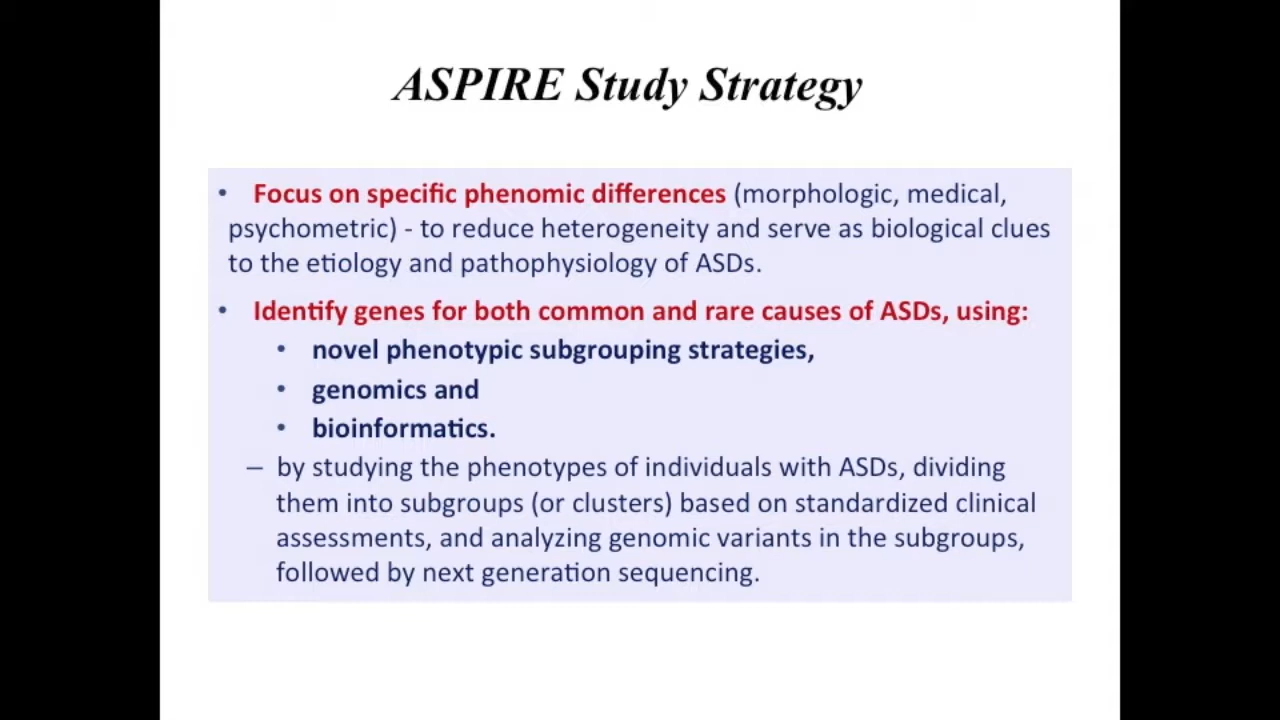 ASPIRE Study Strategy
• Focus on specific phenomic differences (morphologic, medical,
psychometric) - to reduce heterogeneity and serve as biological clues
to the etiology and pathophysiology of ASDs.
• Identify genes for both common and rare causes of ASDs, using:
• novel phenotypic subgrouping strategies,
• genomics and
• bioinformatics.
– by studying the phenotypes of individuals with ASDs, dividing
them into subgroups (or clusters) based on standardized clinical
assessments, and analyzing genomic variants in the subgroups,
followed by next generation sequencing.